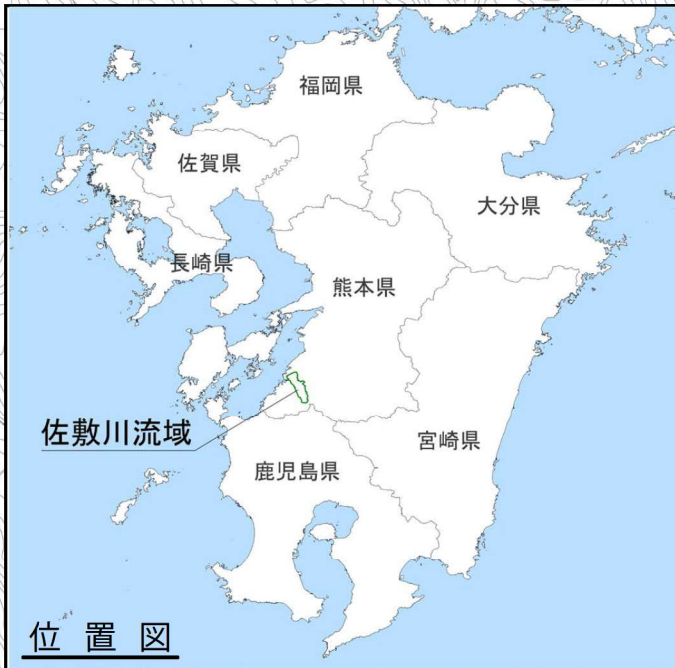 福岡県
佐賀県
大分県
長崎県
熊本県
佐敷川流域
宮崎県
鹿児島県
位置図